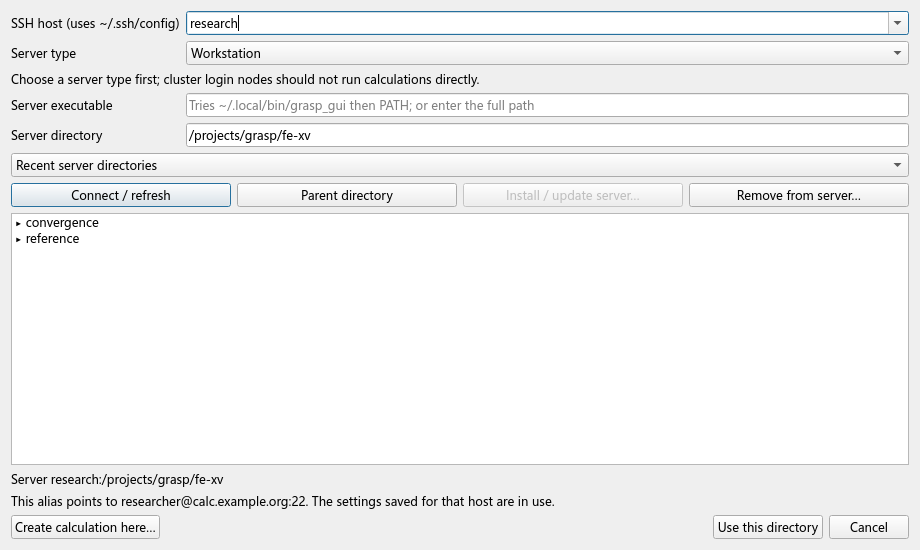 SSH host (uses ~/.ssh/config) research
Server type Workstation
Choose a server type first; cluster login nodes should not run calculations directly.
Server executable Tries ~/.local/bin/grasp_gui then PATH; or enter the full path
Server directory /projects/grasp/fe-xv
Recent server directories
Connect / refresh Parent directory Install / update server... Remove from server...
convergence
reference
Server research:/projects/grasp/fe-xv
This alias points to researcher@calc.example.org:22. The settings saved for that host are in use.
Create calculation here... Use this directory Cancel